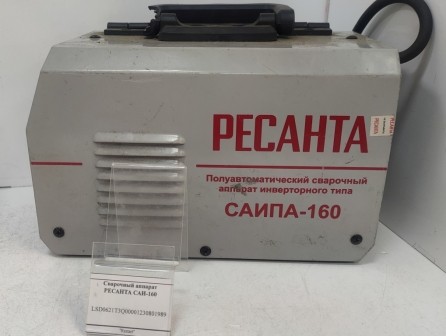 РЕСАНТА
Полуавтоматический сварочный
аппарат инверторного типа
САИПА-160
Сварочный аппарат
РЕСАНТА САИ-160